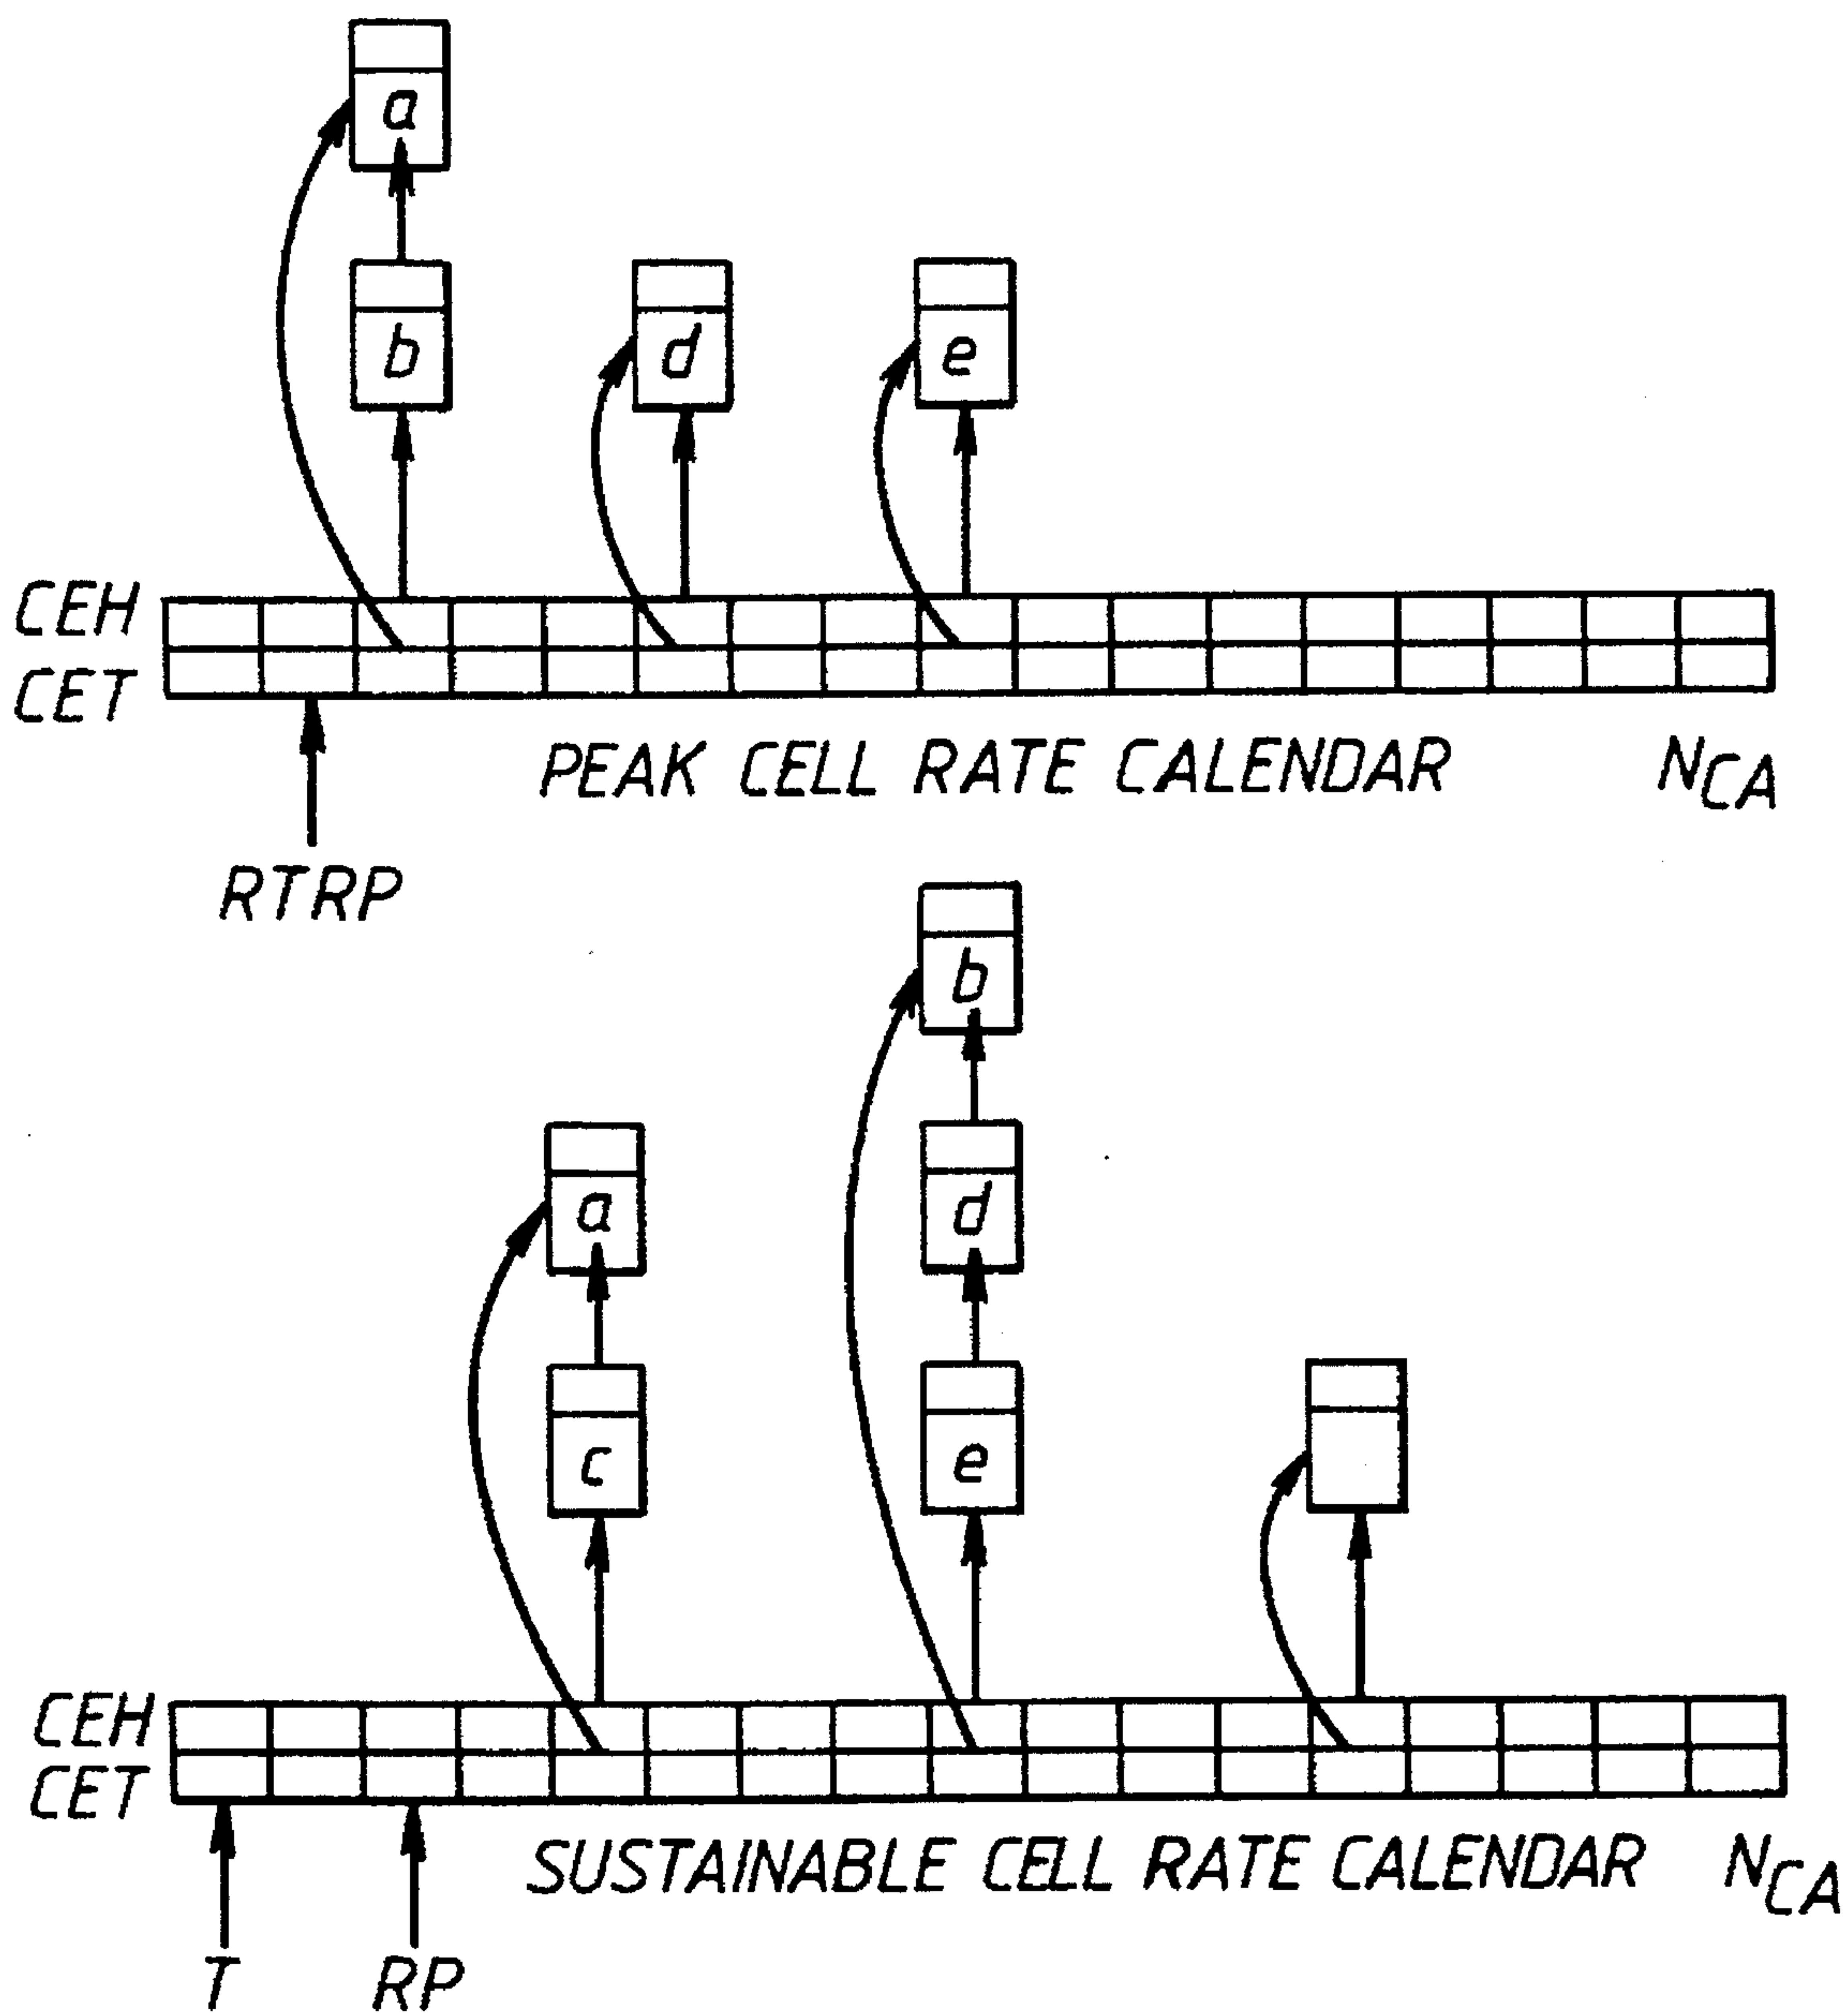 a
b
d
e
CEH
CET
PEAK CELL RATE CALENDAR
NCA
RTRP
b
a
d
c
e
CEH
CET
SUSTAINABLE CELL RATE CALENDAR
NCA
T
RP